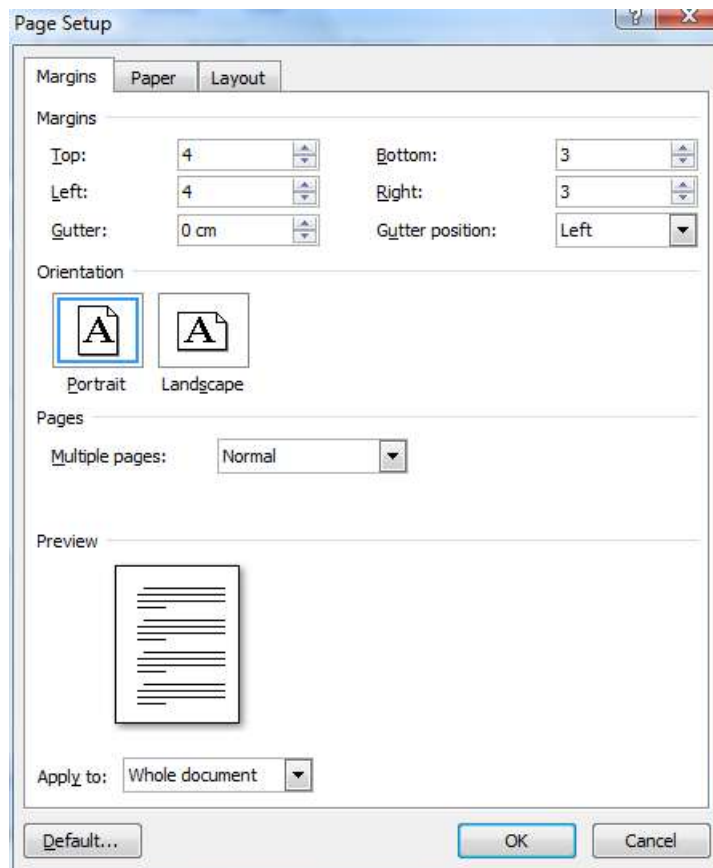 Page Setup
Margins Paper Layout
Margins
Top: 4 Bottom: 3
Left: 4 Right: 3
Gutter: 0 cm Gutter position: Left
Orientation
A A
Portrait Landscape
Pages
Multiple pages: Normal
Preview
Apply to: Whole document
Default... OK Cancel